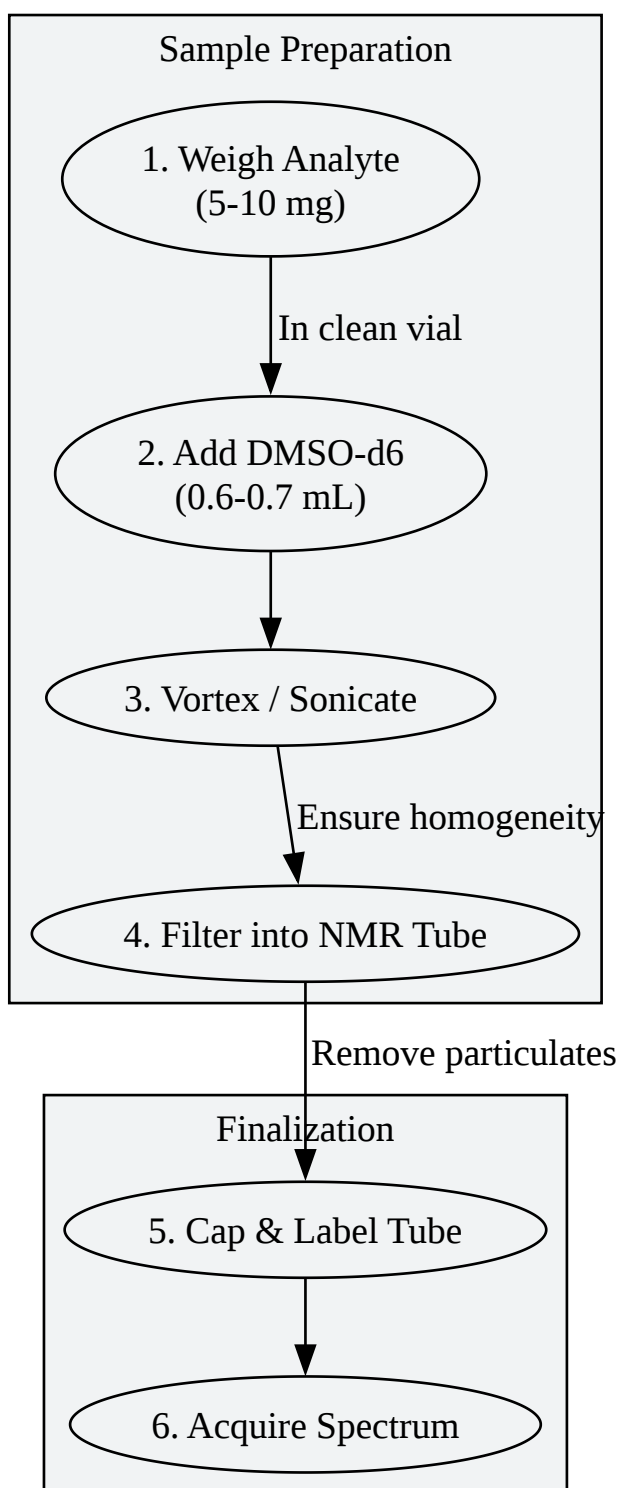 Sample Preparation
1. Weigh Analyte
(5-10 mg)
In clean vial
2. Add DMSO-d6
(0.6-0.7 mL)
3. Vortex / Sonicate
Ensure homogeneity
4. Filter into NMR Tube
Remove particulates
Finalization
5. Cap & Label Tube
6. Acquire Spectrum